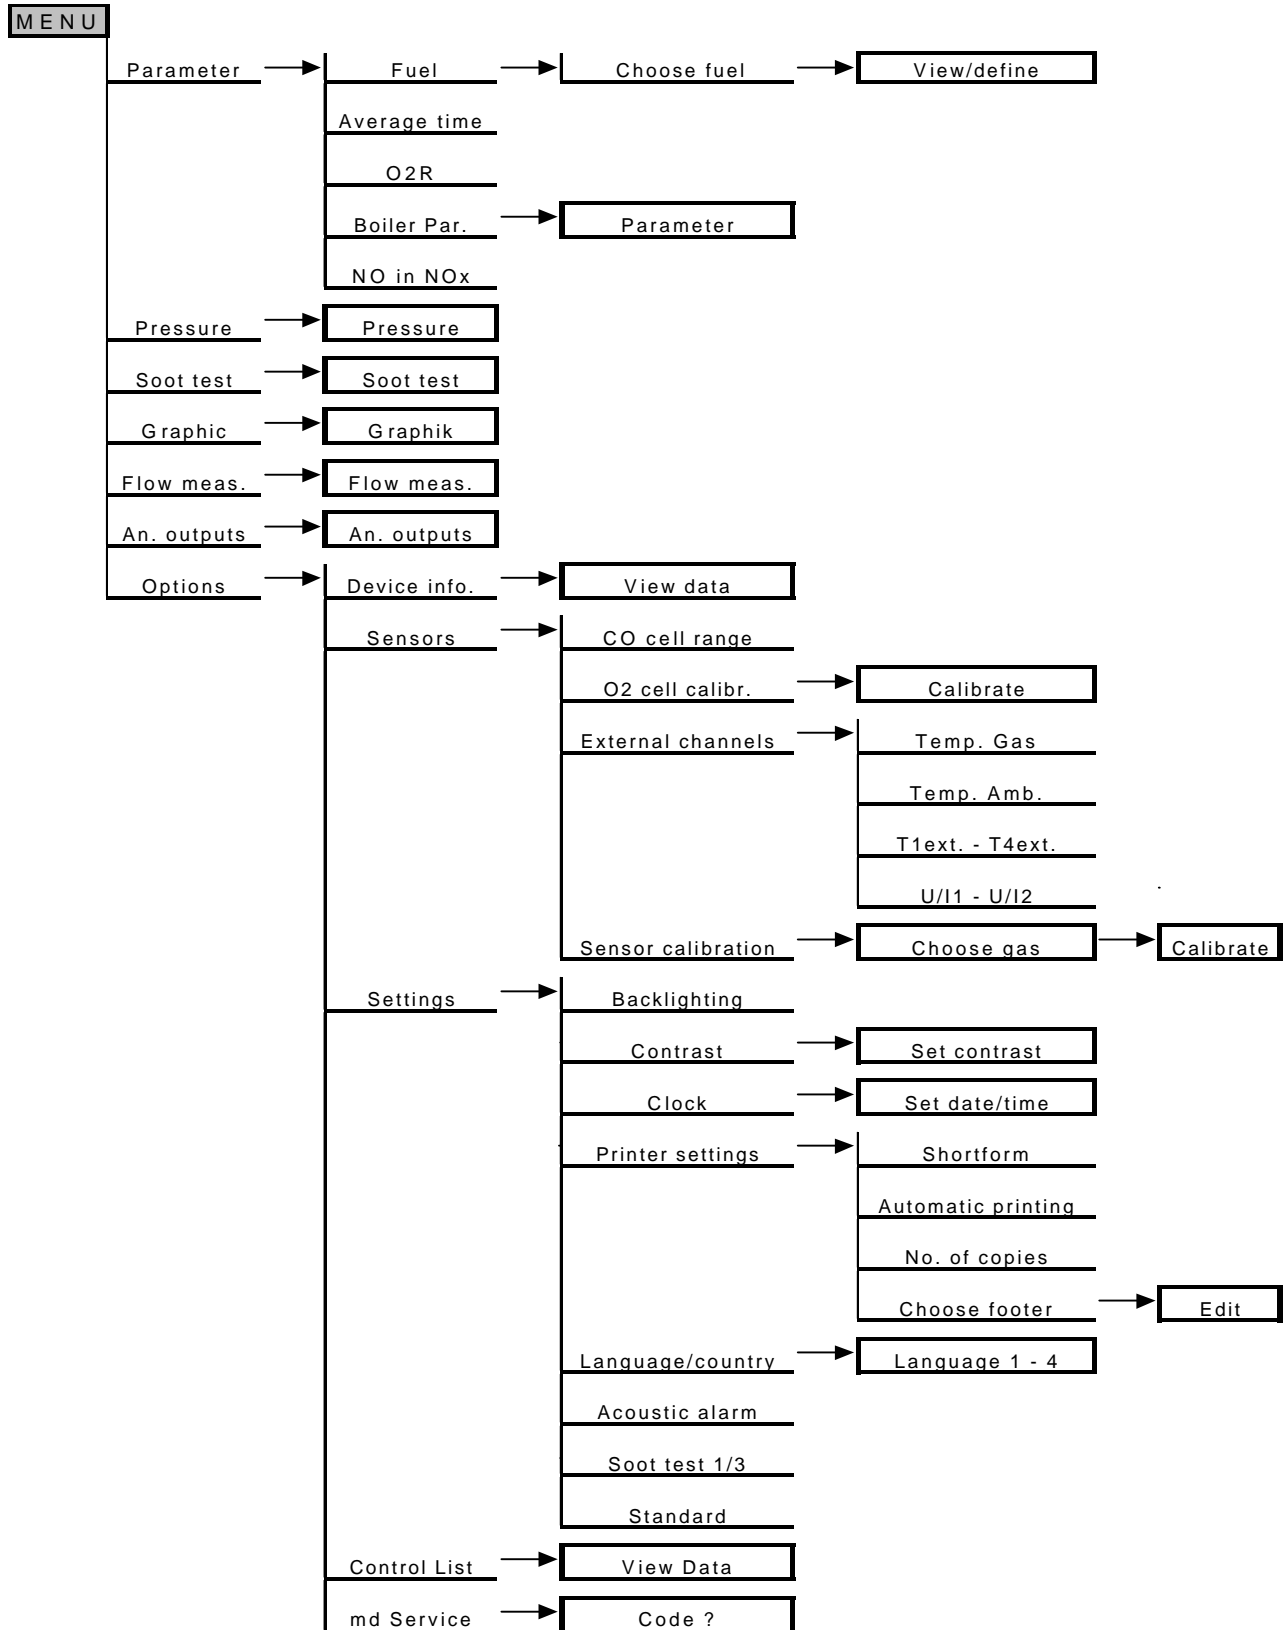 MENU
Parameter Fuel Choose fuel View/define
Average time
O2R
Boiler Par. Parameter
NO in NOx
Pressure Pressure
Soot test Soot test
Graphic Graphik
Flow meas. Flow meas.
An. outputs An. outputs
Options Device info. View data
Sensors CO cell range
O2 cell calibr. Calibrate
External channels Temp. Gas
Temp. Amb.
T1ext. - T4ext.
U/I1 - U/I2
Sensor calibration Choose gas Calibrate
Settings Backlighting
Contrast Set contrast
Clock Set date/time
Printer settings Shortform
Automatic printing
No. of copies
Choose footer Edit
Language/country Language 1 - 4
Acoustic alarm
Soot test 1/3
Standard
Control List View Data
md Service Code ?